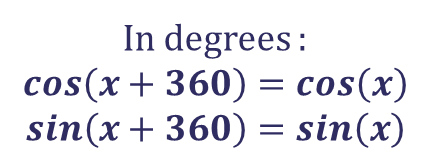 In degrees :
cos(x + 360) = cos(x)
sin(x + 360) = sin(x)